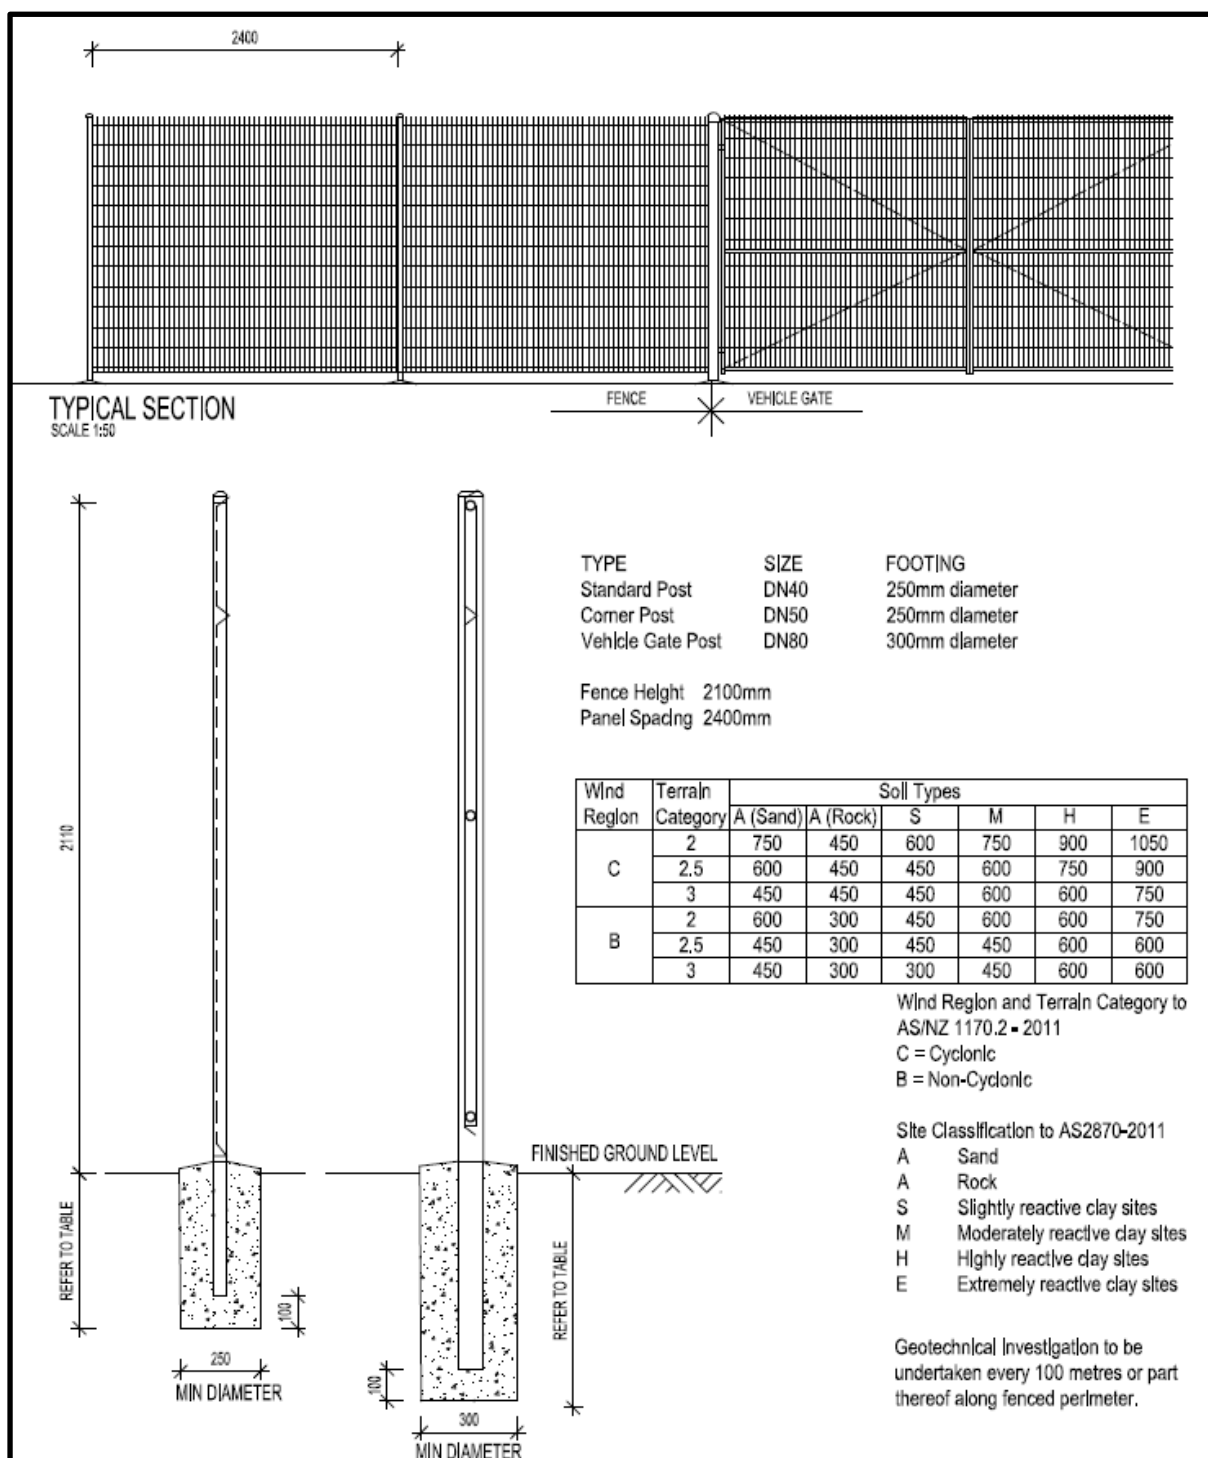 2400
TYPICAL SECTION
SCALE 1:50
FENCE
VEHICLE GATE
2110
TYPE SIZE FOOTING
Standard Post DN40 250mm diameter
Corner Post DN50 250mm diameter
Vehicle Gate Post DN80 300mm diameter
Fence Height 2100mm
Panel Spacing 2400mm
Wind Region Terrain Category Soil Types
A (Sand) A (Rock) S M H E
C 2 750 450 600 750 900 1050
2.5 600 450 450 600 750 900
3 450 450 450 600 600 750
B 2 600 300 450 600 600 750
2.5 450 300 450 450 600 600
3 450 300 300 450 600 600
Wind Region and Terrain Category to
AS/NZ 1170.2 - 2011
C = Cyclonic
B = Non-Cyclonic
Site Classification to AS2870-2011
A Sand
A Rock
S Slightly reactive clay sites
M Moderately reactive clay sites
H Highly reactive clay sites
E Extremely reactive clay sites
Geotechnical Investigation to be
undertaken every 100 metres or part
thereof along fenced perimeter.
FINISHED GROUND LEVEL
REFER TO TABLE
100
250
MIN DIAMETER
REFER TO TABLE
100
300
MIN DIAMETER